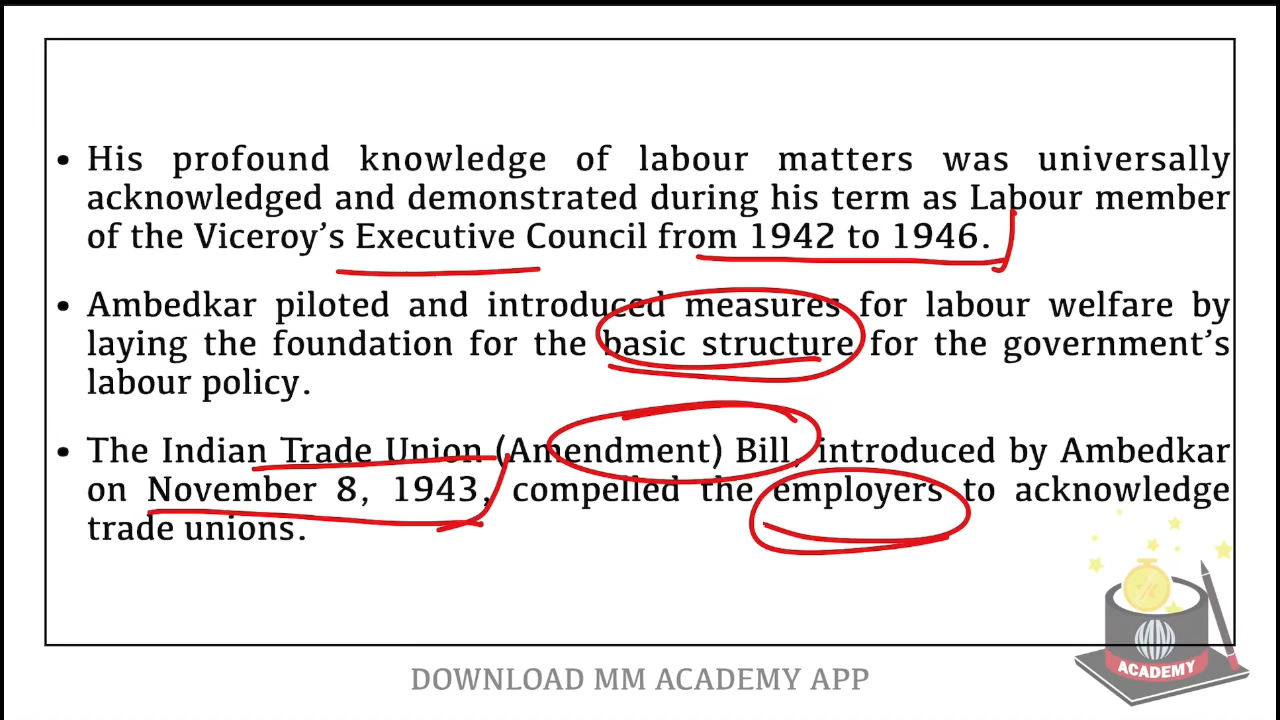 • His profound knowledge of labour matters was universally
acknowledged and demonstrated during his term as Labour member
of the Viceroy’s Executive Council from 1942 to 1946.
• Ambedkar piloted and introduced measures for labour welfare by
laying the foundation for the basic structure for the government’s
labour policy.
• The Indian Trade Union (Amendment) Bill, introduced by Ambedkar
on November 8, 1943, compelled the employers to acknowledge
trade unions.
ACADEMY
DOWNLOAD MM ACADEMY APP